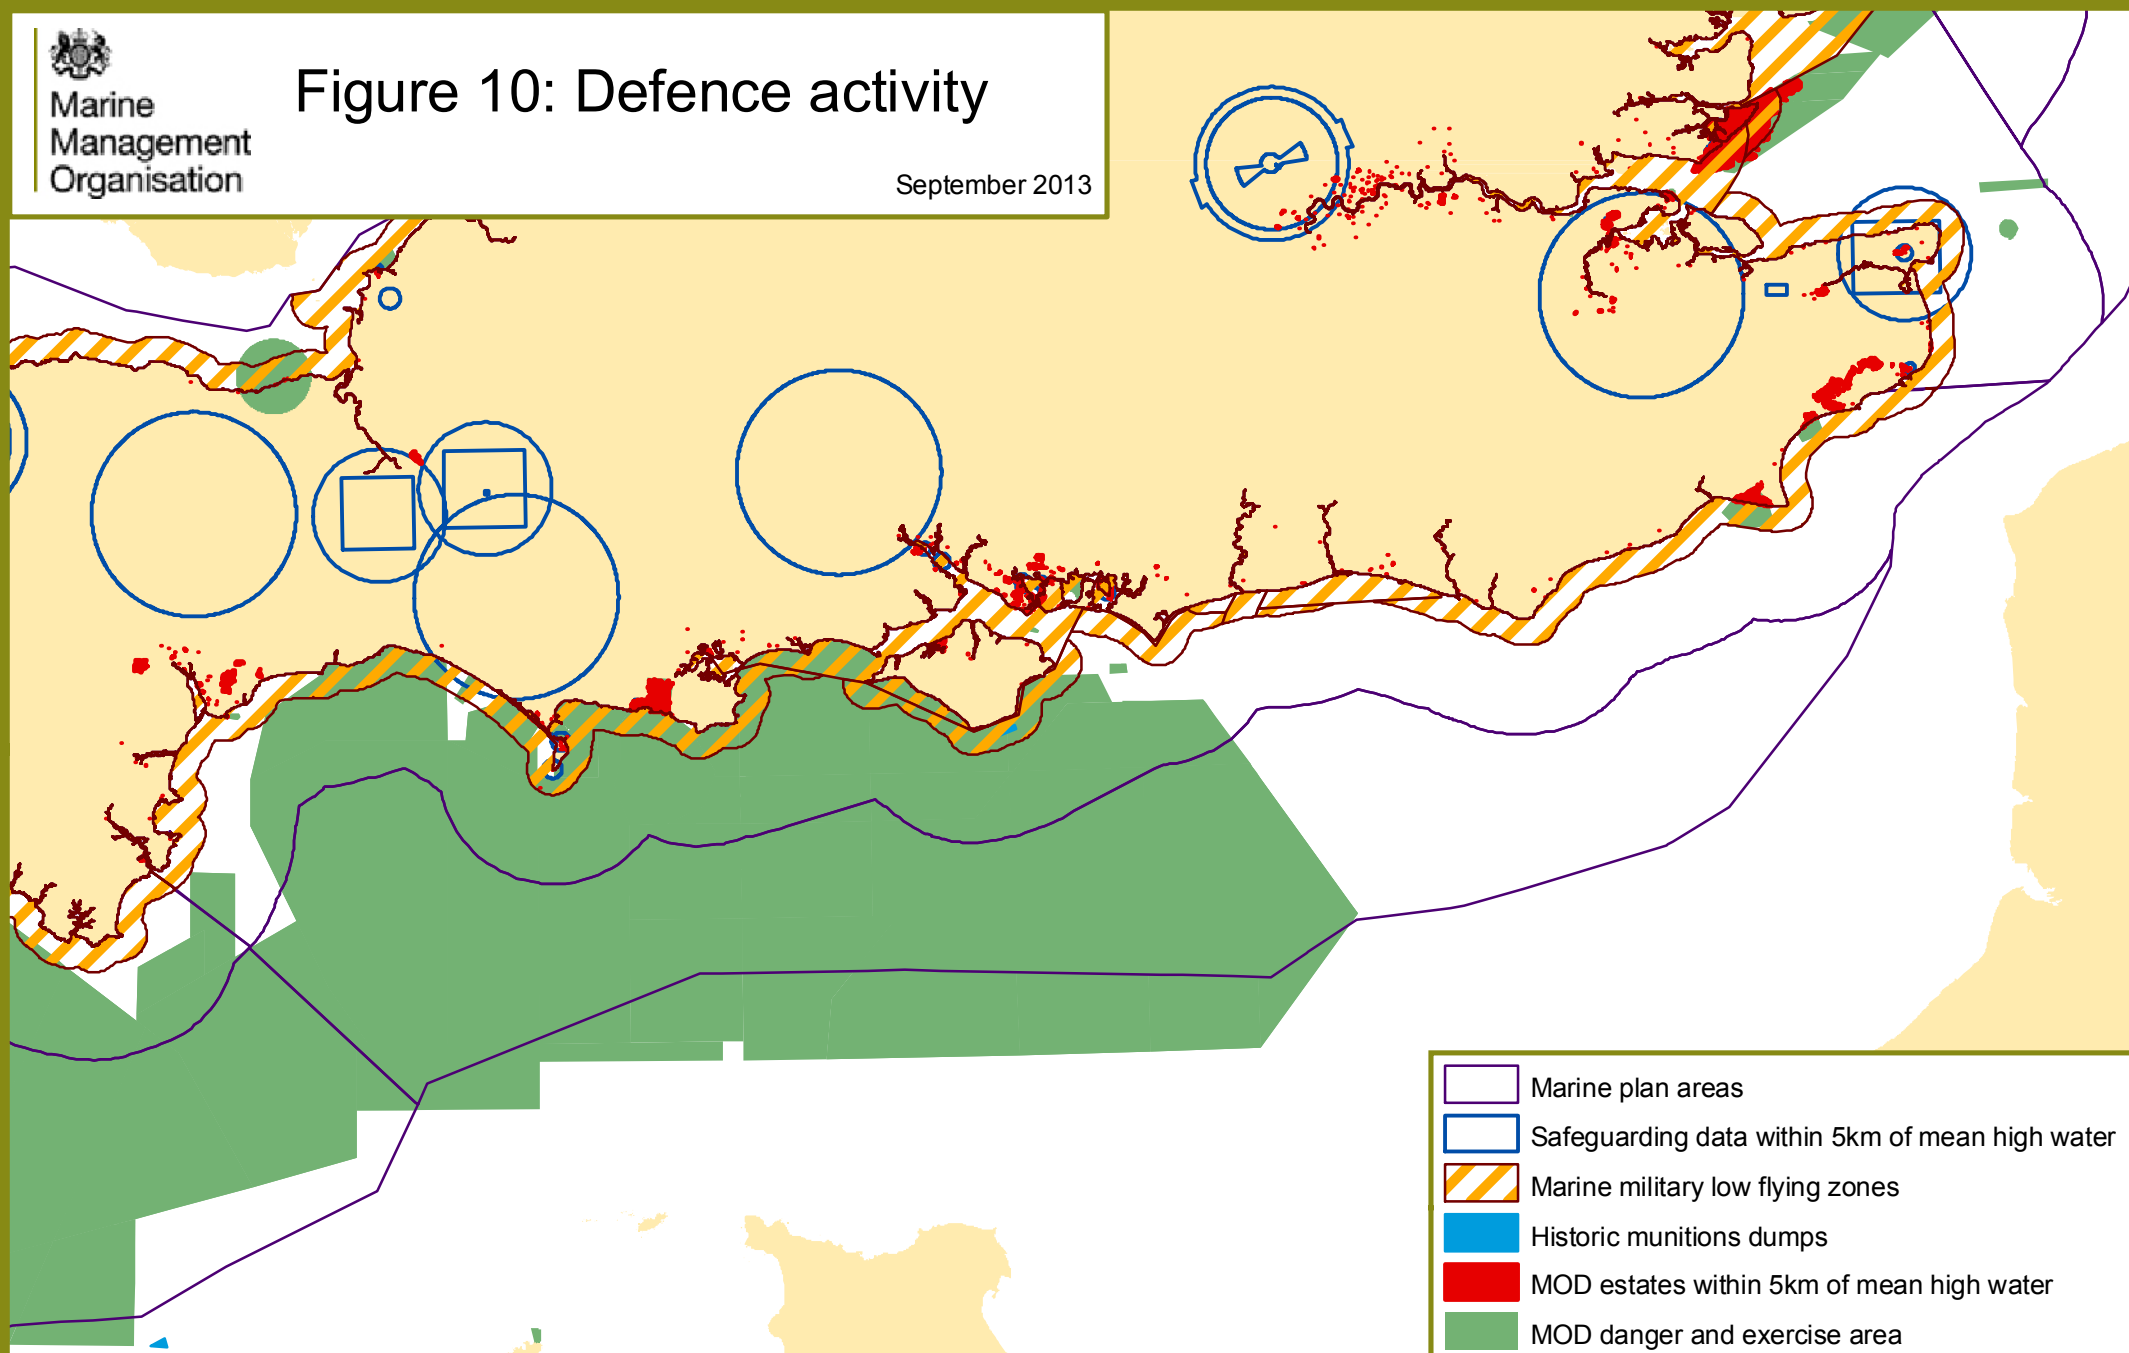 Marine
Management
Organisation
Figure 10: Defence activity
September 2013
Marine plan areas
Safeguarding data within 5km of mean high water
Marine military low flying zones
Historic munitions dumps
MOD estates within 5km of mean high water
MOD danger and exercise area